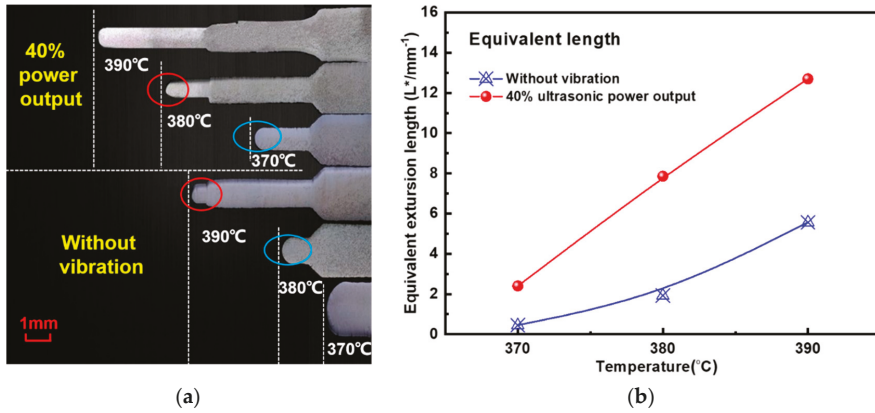 (a)
40%
power
output
390℃
380℃
370℃
Without
vibration
390℃
380℃
370℃
1mm
(b)
Equivalent length
Without vibration
40% ultrasonic power output
Equivalent extursion length (L*/mm⁻¹)
16
14
12
10
8
6
4
2
0
370
380
390
Temperature(°C)
(a)
(b)